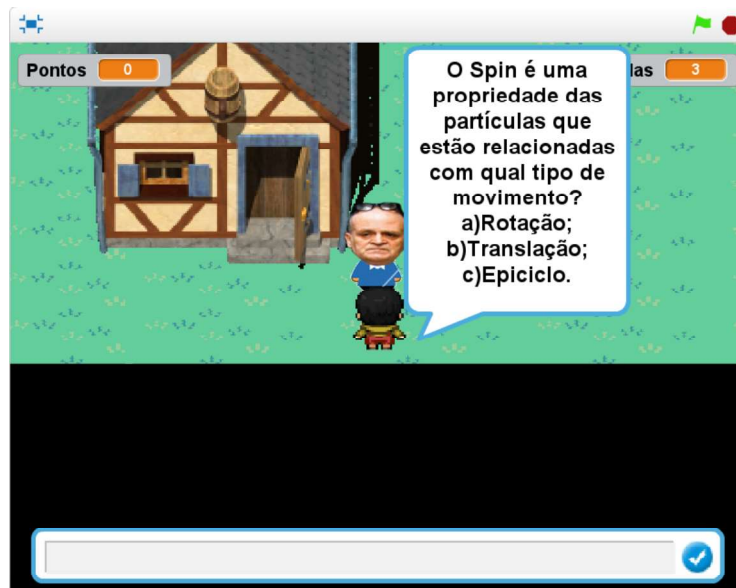 Pontos 0
las 3
O Spin é uma
propriedade das
partículas que
estão relacionadas
com qual tipo de
movimento?
a)Rotação;
b)Translação;
c)Epiciclo.